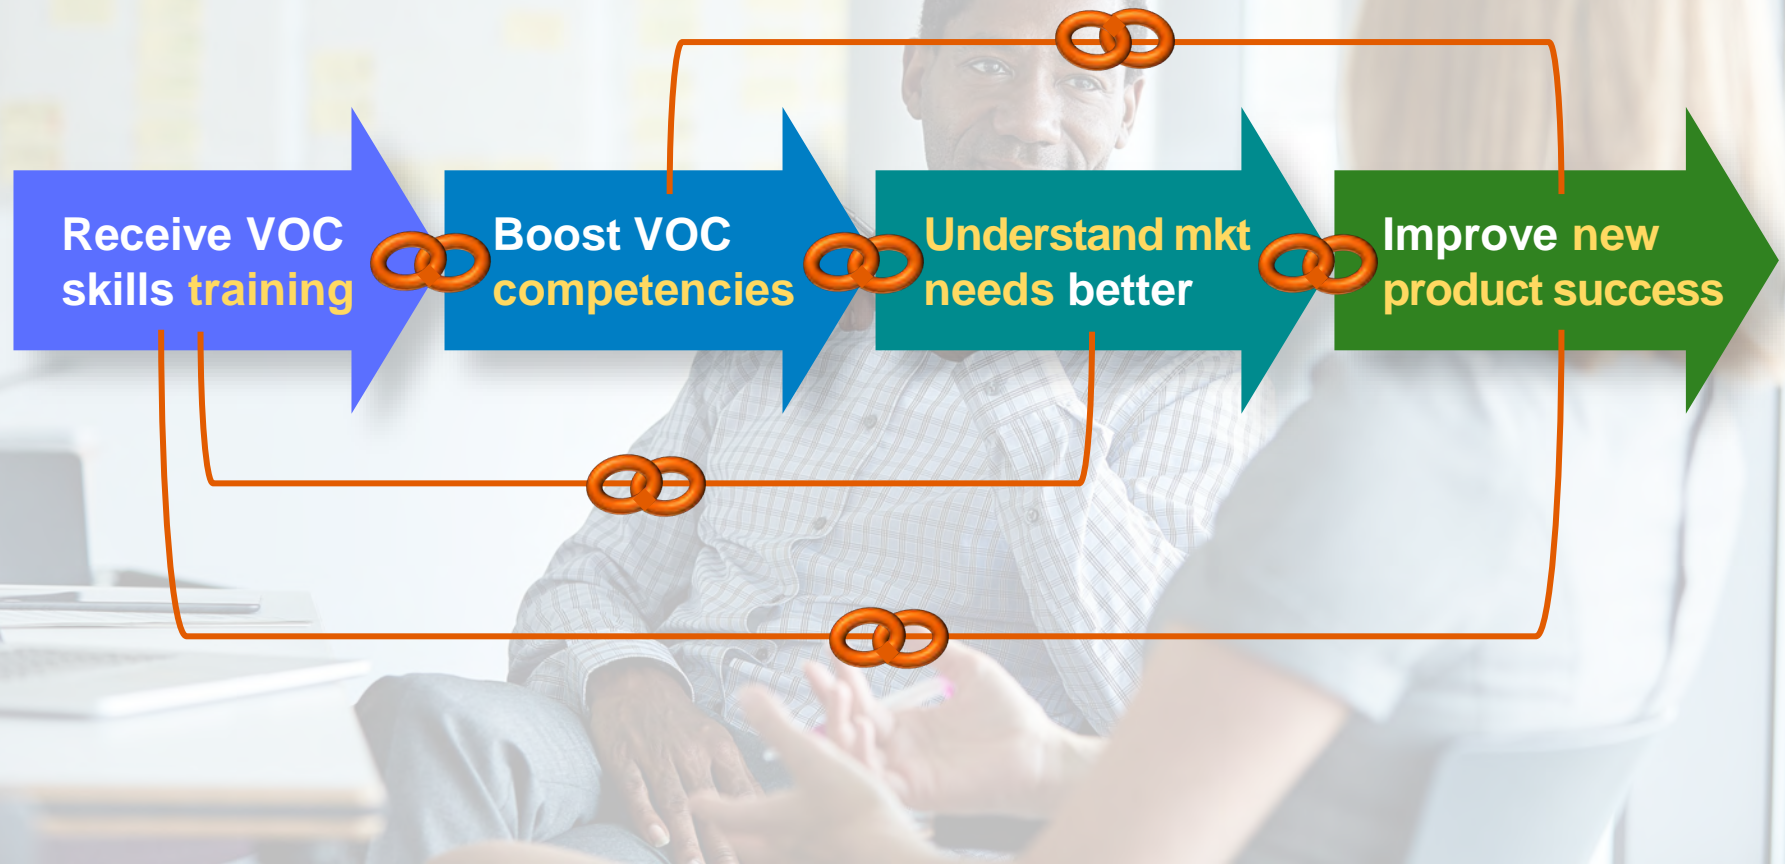 Receive VOC
skills training
Boost VOC
competencies
Understand mkt
needs better
Improve new
product success